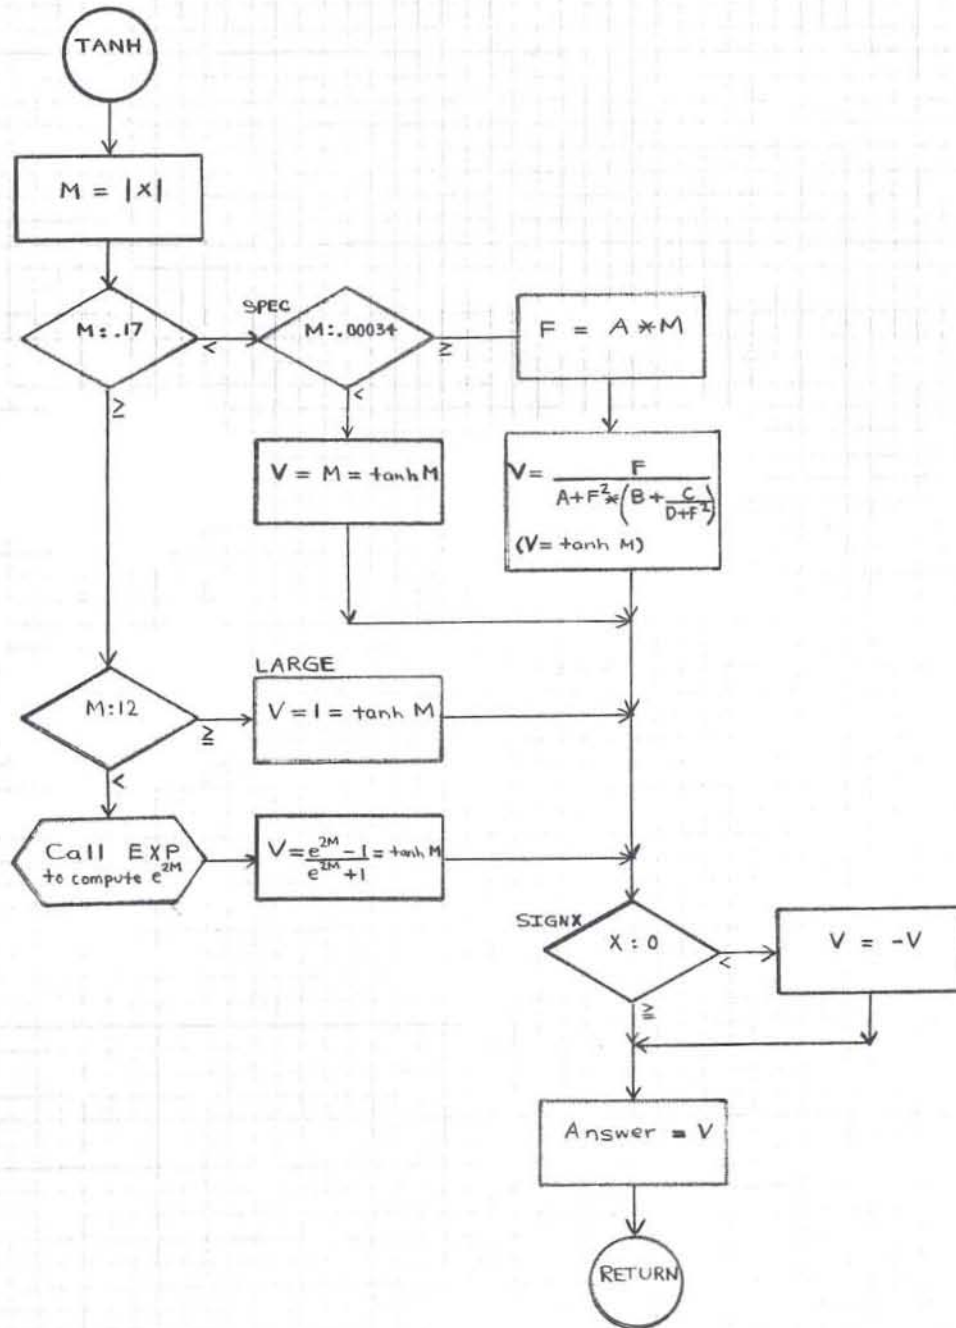 TANH
M = |X|
M:.17
<
≥
SPEC
M:.00034
≥
<
F = A * M
V = M = tanh M
V = F / (A+F² * (B + C/(D+F²)))
(V = tanh M)
M:12
≥
<
LARGE
V = 1 = tanh M
Call EXP
to compute e^2M
V = (e^2M - 1)/(e^2M + 1) = tanh M
SIGNX
X : 0
<
≥
V = -V
Answer = V
RETURN